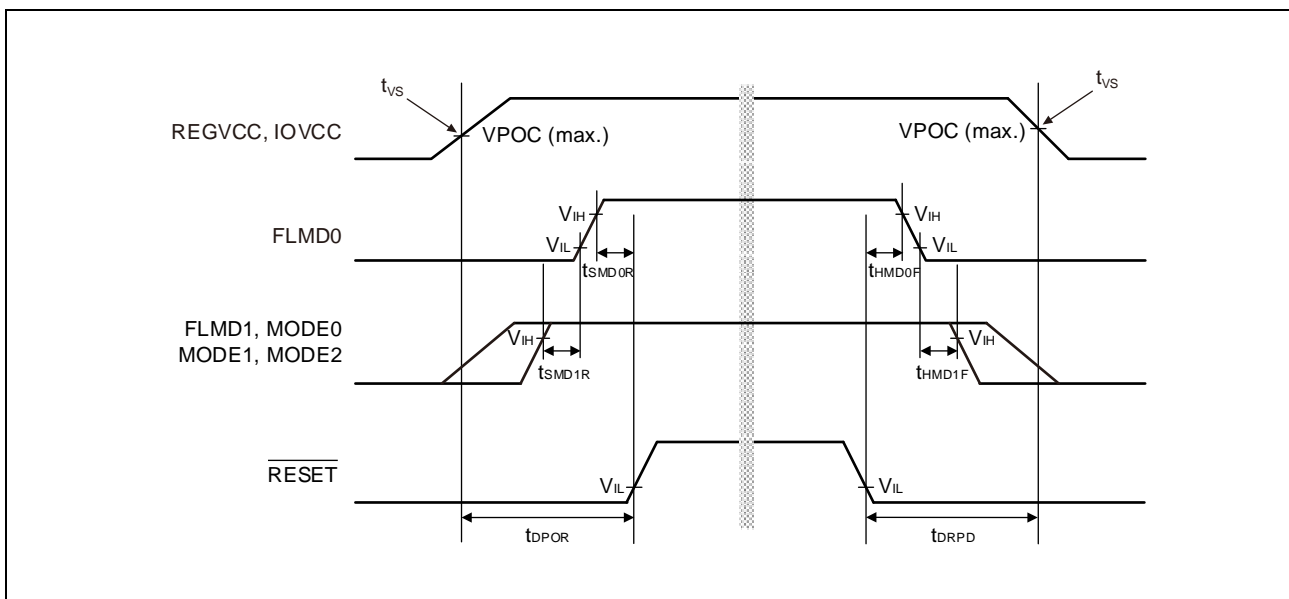 tVS
tVS
REGVCC, IOVCC
VPOC (max.)
VPOC (max.)
FLMD0
VIH
VIL
tSMD0R
VIH
VIL
tHMD0F
FLMD1, MODE0
MODE1, MODE2
VIH
tSMD1R
VIH
tHMD1F
RESET
VIL
VIL
tDPOR
tDRPD